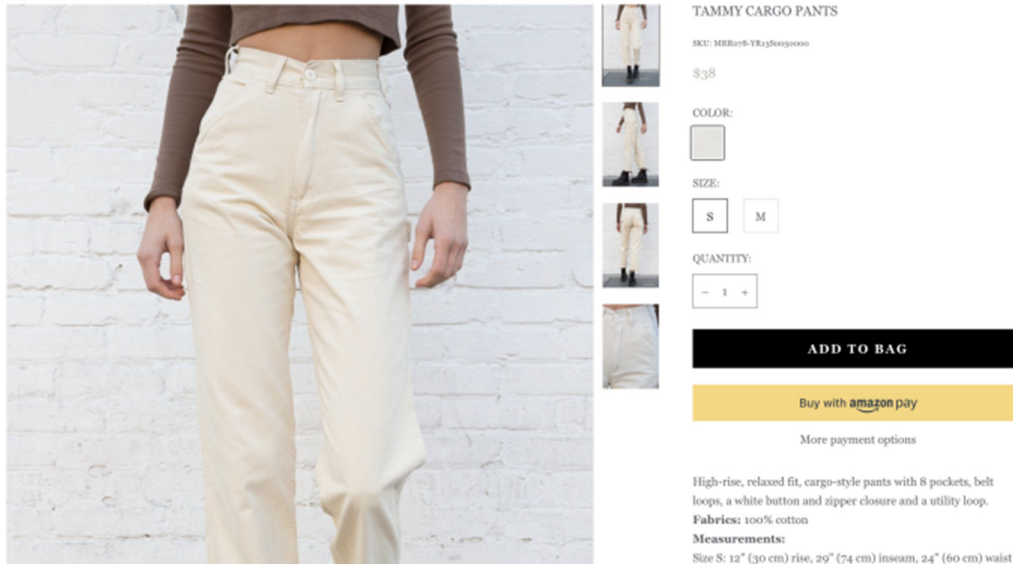 TAMMY CARGO PANTS
SKU: MRR078-YR13S0030000
$38
COLOR:
SIZE:
S M
QUANTITY:
− 1 +
ADD TO BAG
Buy with amazon pay
More payment options
High-rise, relaxed fit, cargo-style pants with 8 pockets, belt
loops, a white button and zipper closure and a utility loop.
Fabrics: 100% cotton
Measurements:
Size S: 12" (30 cm) rise, 29" (74 cm) inseam, 24" (60 cm) waist